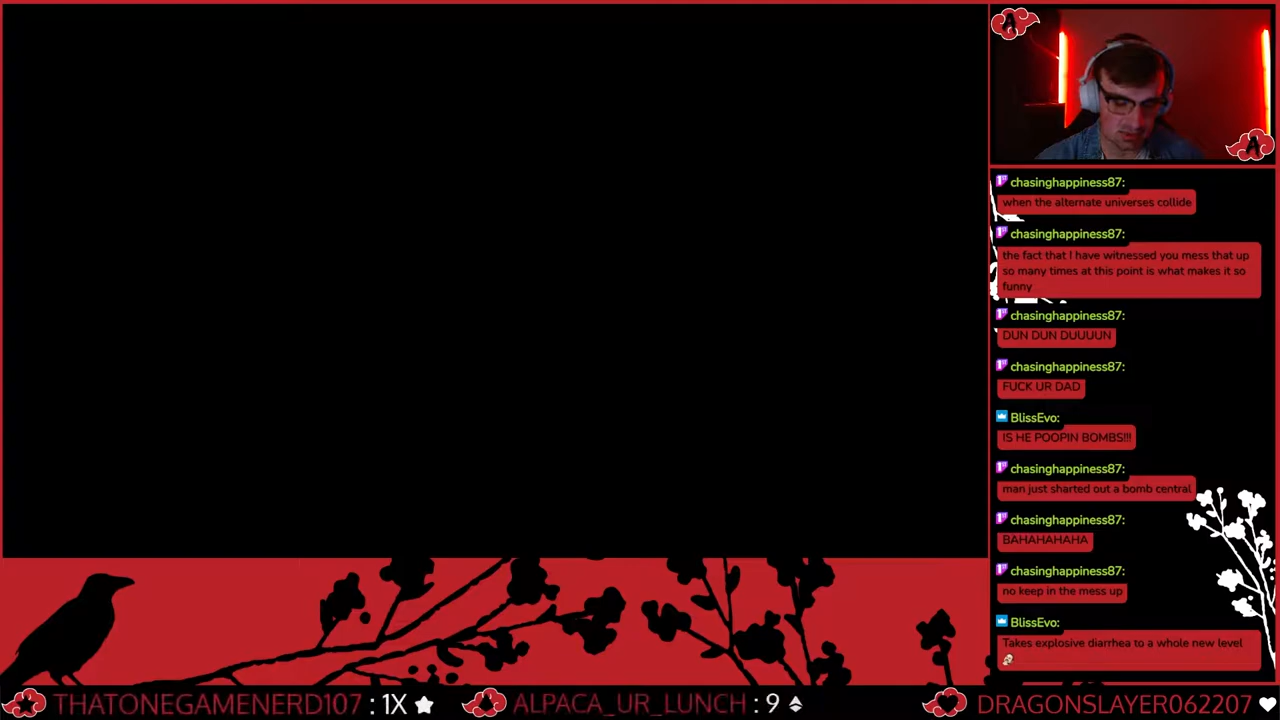 chasinghappiness87:
when the alternate universes collide
chasinghappiness87:
the fact that I have witnessed you mess that up
so many times at this point is what makes it so
funny
chasinghappiness87:
DUN DUN DUUUUN
chasinghappiness87:
FUCK UR DAD
BlissEvo:
IS HE POOPIN BOMBS!!!
chasinghappiness87:
man just sharted out a bomb central
chasinghappiness87:
BAHAHAHAHA
chasinghappiness87:
no keep in the mess up
BlissEvo:
Takes explosive diarrhea to a whole new level
THATONEGAMENERD107 : 1X ALPACA_UR_LUNCH : 9 DRAGONSLAYER062207